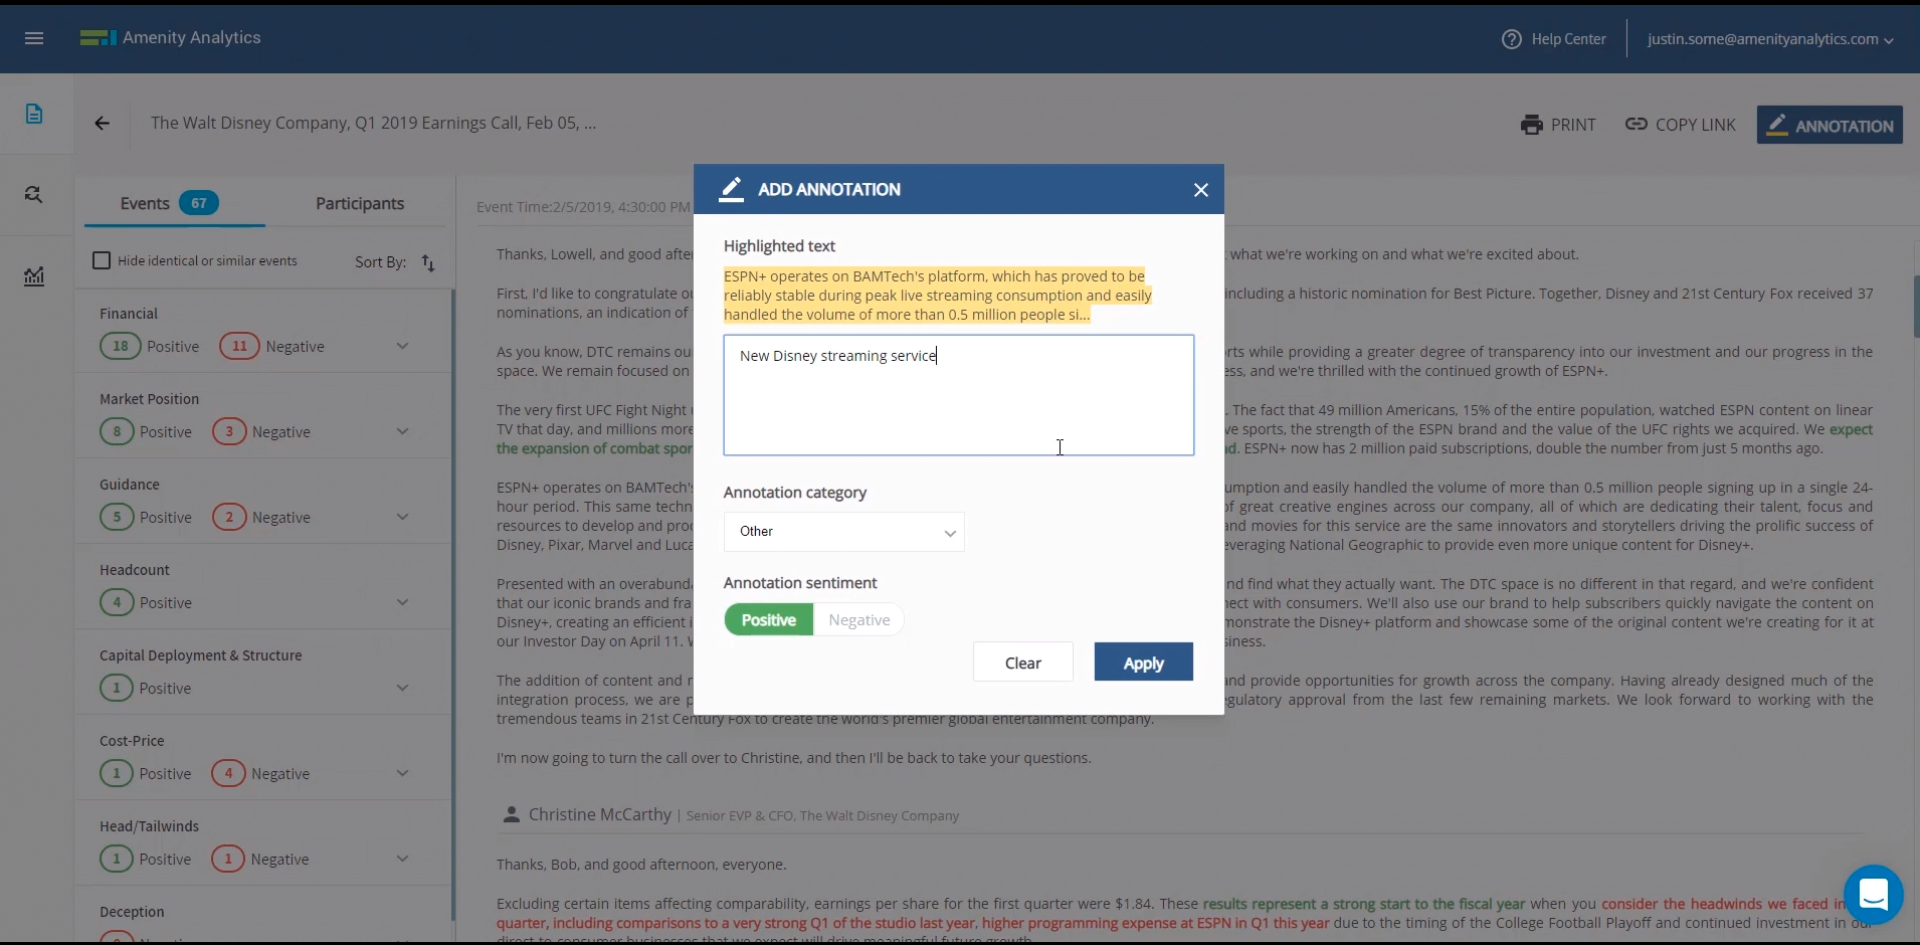 Amenity Analytics
Help Center
justin.some@amenityanalytics.com
The Walt Disney Company, Q1 2019 Earnings Call, Feb 05, ...
PRINT
COPY LINK
ANNOTATION
Events 67
Participants
Hide identical or similar events
Sort By:
Financial
18 Positive 11 Negative
Market Position
8 Positive 3 Negative
Guidance
5 Positive 2 Negative
Headcount
4 Positive
Capital Deployment & Structure
1 Positive
Cost-Price
1 Positive 4 Negative
Head/Tailwinds
1 Positive 1 Negative
Deception
Event Time:2/5/2019, 4:30:00 PM
ADD ANNOTATION
Highlighted text
ESPN+ operates on BAMTech's platform, which has proved to be
reliably stable during peak live streaming consumption and easily
handled the volume of more than 0.5 million people si...
New Disney streaming service
Annotation category
Other
Annotation sentiment
Positive Negative
Clear
Apply
Thanks, Lowell, and good afte what we're working on and what we're excited about.
First, I'd like to congratulate ou including a historic nomination for Best Picture. Together, Disney and 21st Century Fox received 37
nominations, an indication of
As you know, DTC remains ou rts while providing a greater degree of transparency into our investment and our progress in the
space. We remain focused on ess, and we're thrilled with the continued growth of ESPN+.
The very first UFC Fight Night . The fact that 49 million Americans, 15% of the entire population, watched ESPN content on linear
TV that day, and millions more ve sports, the strength of the ESPN brand and the value of the UFC rights we acquired. We expect
the expansion of combat spor d. ESPN+ now has 2 million paid subscriptions, double the number from just 5 months ago.
ESPN+ operates on BAMTech's umption and easily handled the volume of more than 0.5 million people signing up in a single 24-
hour period. This same techn of great creative engines across our company, all of which are dedicating their talent, focus and
resources to develop and proc and movies for this service are the same innovators and storytellers driving the prolific success of
Disney, Pixar, Marvel and Luca everaging National Geographic to provide even more unique content for Disney+.
Presented with an overabund nd find what they actually want. The DTC space is no different in that regard, and we're confident
that our iconic brands and fra nect with consumers. We'll also use our brand to help subscribers quickly navigate the content on
Disney+, creating an efficient i monstrate the Disney+ platform and showcase some of the original content we're creating for it at
our Investor Day on April 11. siness.
The addition of content and r and provide opportunities for growth across the company. Having already designed much of the
integration process, we are p egulatory approval from the last few remaining markets. We look forward to working with the
tremendous teams in 21st Century Fox to create the world's premier global entertainment company.
I'm now going to turn the call over to Christine, and then I'll be back to take your questions.
Christine McCarthy | Senior EVP & CFO, The Walt Disney Company
Thanks, Bob, and good afternoon, everyone.
Excluding certain items affecting comparability, earnings per share for the first quarter were $1.84. These results represent a strong start to the fiscal year when you consider the headwinds we faced in
quarter, including comparisons to a very strong Q1 of the studio last year, higher programming expense at ESPN in Q1 this year due to the timing of the College Football Playoff and continued investment in our
direct-to-consumer businesses that we expect will drive meaningful future growth.